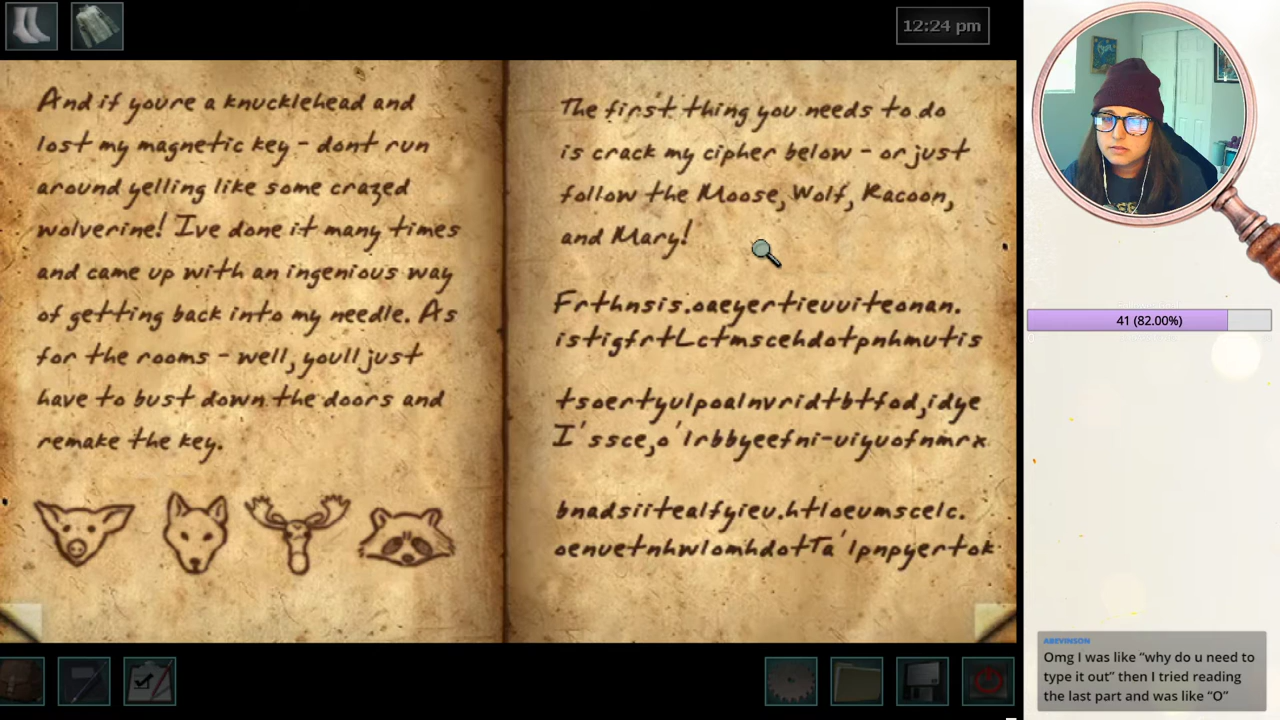 12:24 pm
And if youre a knucklehead and
lost my magnetic key - dont run
around yelling like some crazed
wolverine! Ive done it many times
and came up with an ingenious way
of getting back into my needle. As
for the rooms - well, youll just
have to bust down the doors and
remake the key.
The first thing you needs to do
is crack my cipher below - or just
follow the Moose, Wolf, Racoon,
and Mary!
Frthnsis.oaeyertieuuiteonan.
istigfrtLctmscehdotpnhmutis
tsoertyulpoalnvridtbtfod,idye
I'ssce,o'lrbbyeefni-uiyuofnmrx
bnadsiitealfyieu.htloeumscelc.
oenuetnhwlomhdotTa'lpnpyertok
41 (82.00%)
ABEVINSON
Omg I was like “why do u need to
type it out” then I tried reading
the last part and was like “O”